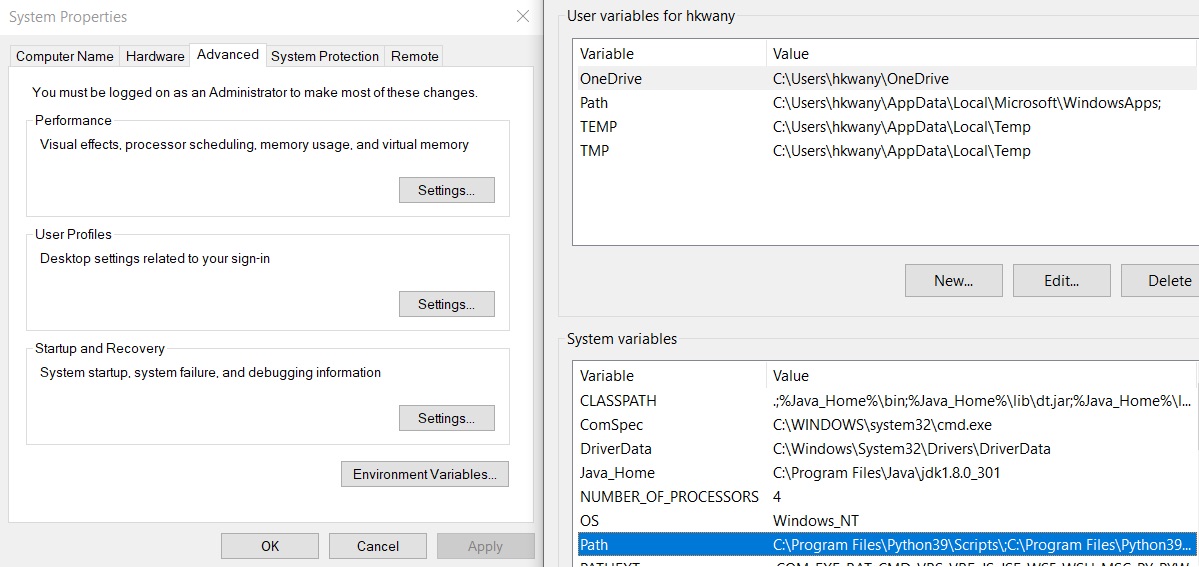 System Properties
Computer Name Hardware Advanced System Protection Remote
You must be logged on as an Administrator to make most of these changes.
Performance
Visual effects, processor scheduling, memory usage, and virtual memory
Settings...
User Profiles
Desktop settings related to your sign-in
Settings...
Startup and Recovery
System startup, system failure, and debugging information
Settings...
Environment Variables...
OK Cancel Apply
User variables for hkwany
Variable Value
OneDrive C:\Users\hkwany\OneDrive
Path C:\Users\hkwany\AppData\Local\Microsoft\WindowsApps;
TEMP C:\Users\hkwany\AppData\Local\Temp
TMP C:\Users\hkwany\AppData\Local\Temp
New... Edit... Delete
System variables
Variable Value
CLASSPATH .;%Java_Home%\bin;%Java_Home%\lib\dt.jar;%Java_Home%\l...
ComSpec C:\WINDOWS\system32\cmd.exe
DriverData C:\Windows\System32\Drivers\DriverData
Java_Home C:\Program Files\Java\jdk1.8.0_301
NUMBER_OF_PROCESSORS 4
OS Windows_NT
Path C:\Program Files\Python39\Scripts\;C:\Program Files\Python39...